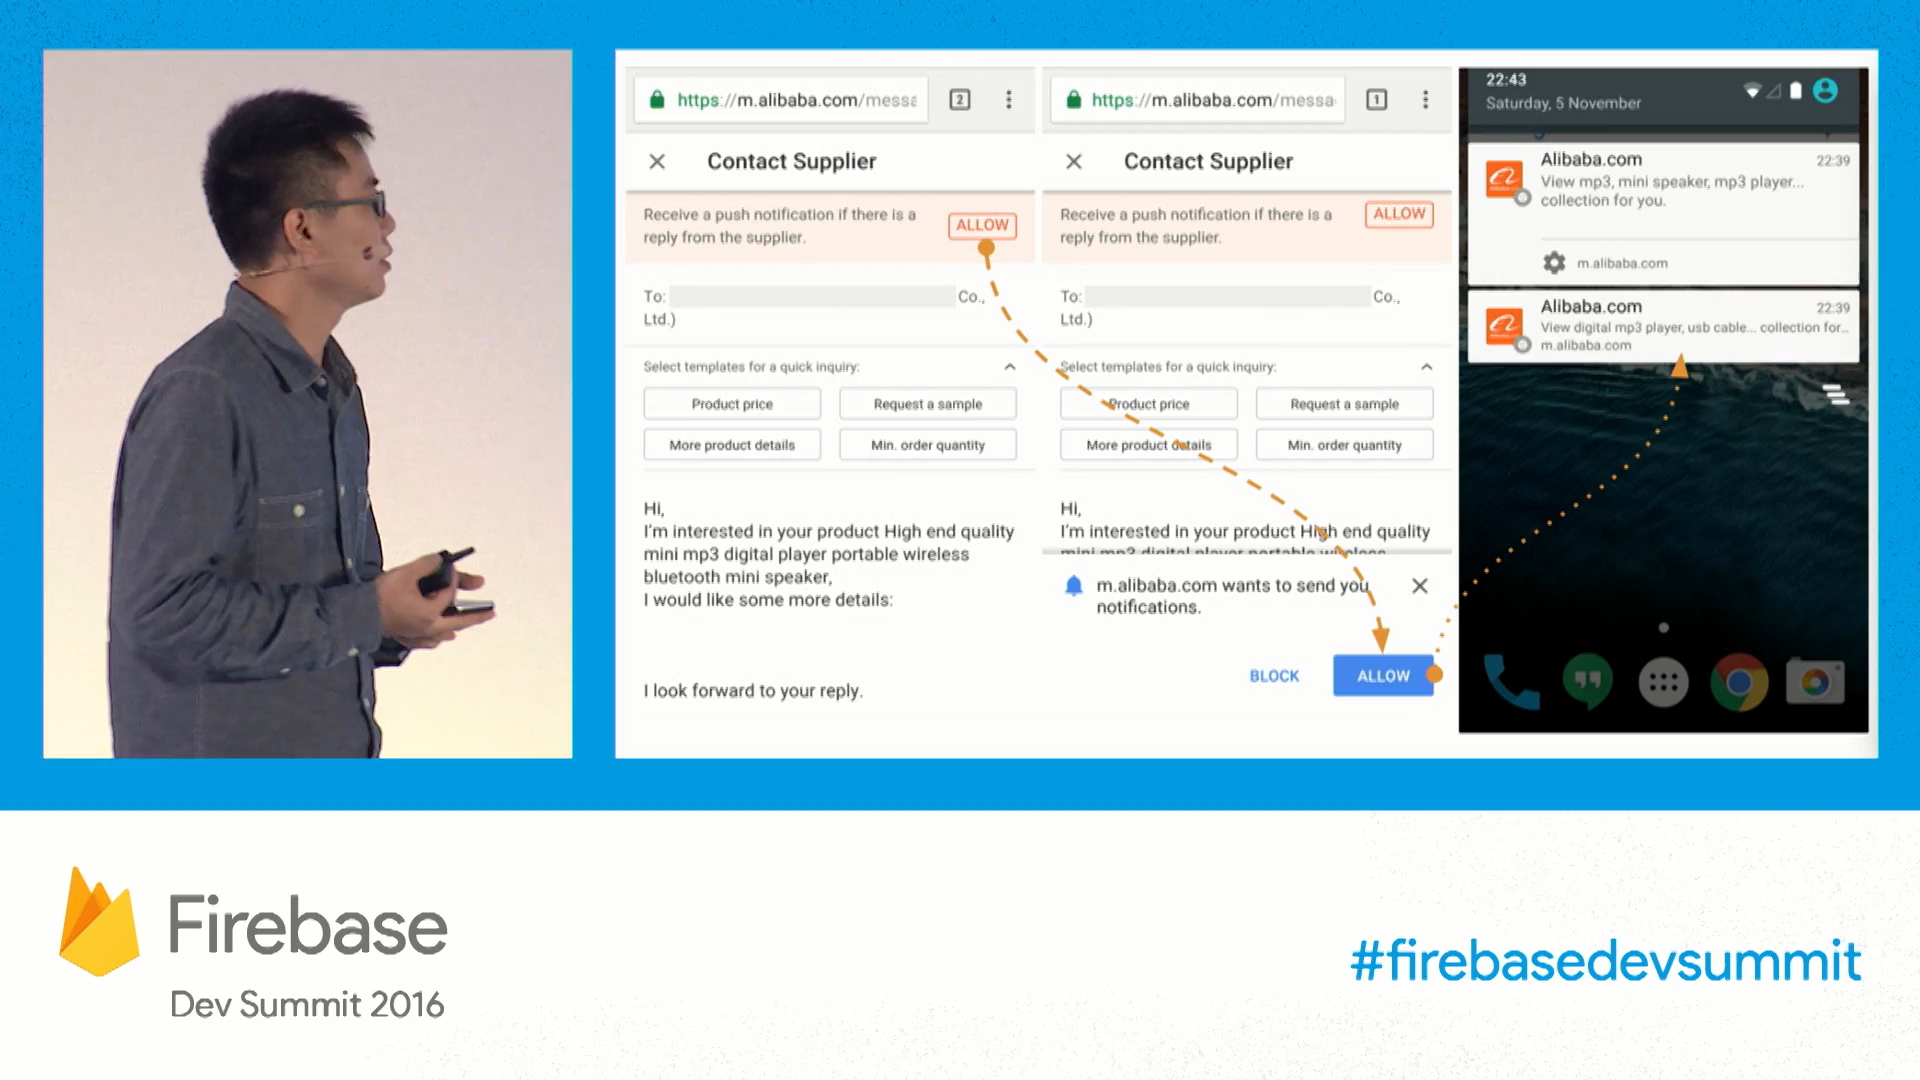 https://m.alibaba.com/messa
2
Contact Supplier
Receive a push notification if there is a
reply from the supplier.
ALLOW
To: Co.,
Ltd.)
Select templates for a quick inquiry:
Product price
Request a sample
More product details
Min. order quantity
Hi,
I'm interested in your product High end quality
mini mp3 digital player portable wireless
bluetooth mini speaker,
I would like some more details:
I look forward to your reply.
https://m.alibaba.com/messa
1
Contact Supplier
Receive a push notification if there is a
reply from the supplier.
ALLOW
To: Co.,
Ltd.)
Select templates for a quick inquiry:
Product price
Request a sample
More product details
Min. order quantity
Hi,
I'm interested in your product High end quality
mini mp3 digital player portable wireless
m.alibaba.com wants to send you
notifications.
BLOCK
ALLOW
22:43
Saturday, 5 November
Alibaba.com
22:39
View mp3, mini speaker, mp3 player...
collection for you.
m.alibaba.com
Alibaba.com
22:39
View digital mp3 player, usb cable... collection for...
m.alibaba.com
Firebase
Dev Summit 2016
#firebasedevsummit